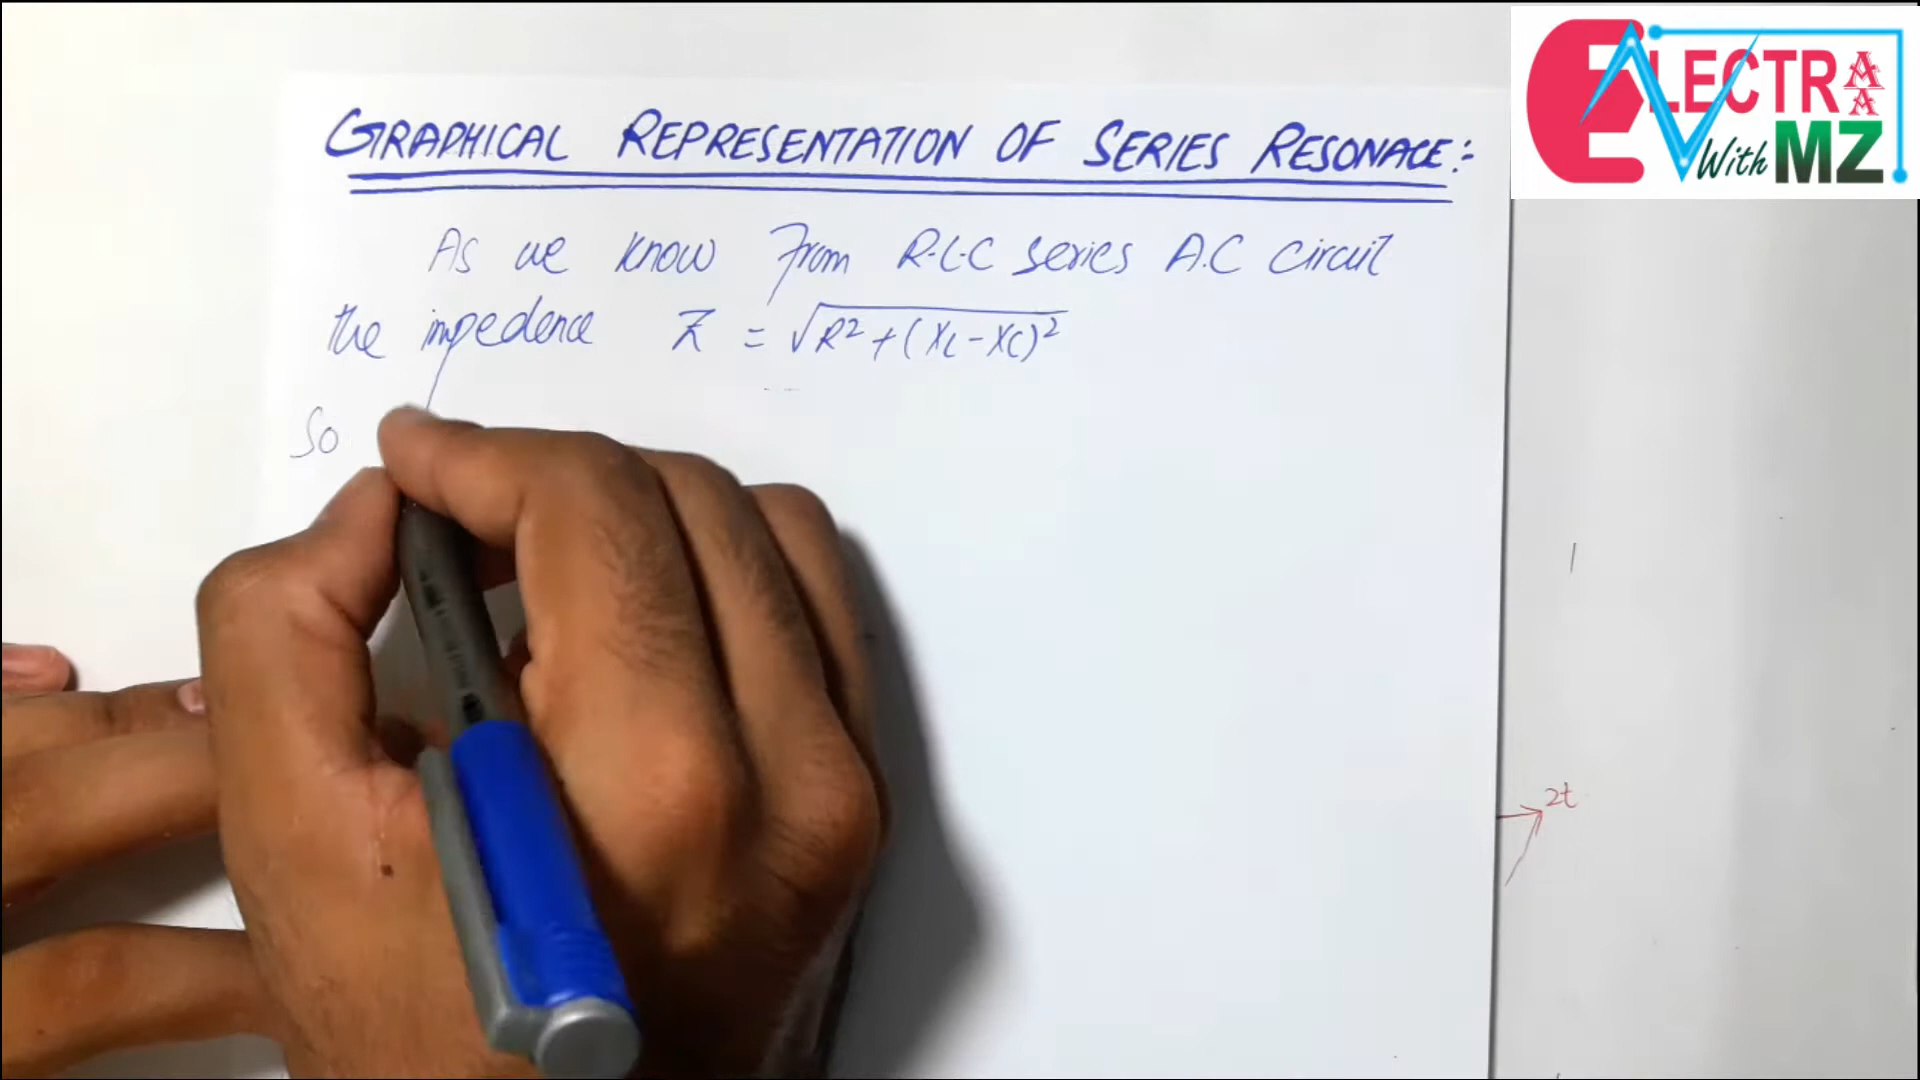 GRAPHICAL REPRESENTATION OF SERIES RESONACE:-
As we know From R-L-C series A.C circuit
the impedence Z = √R²+(XL-XC)²
So
2t
ELECTRA
With MZ